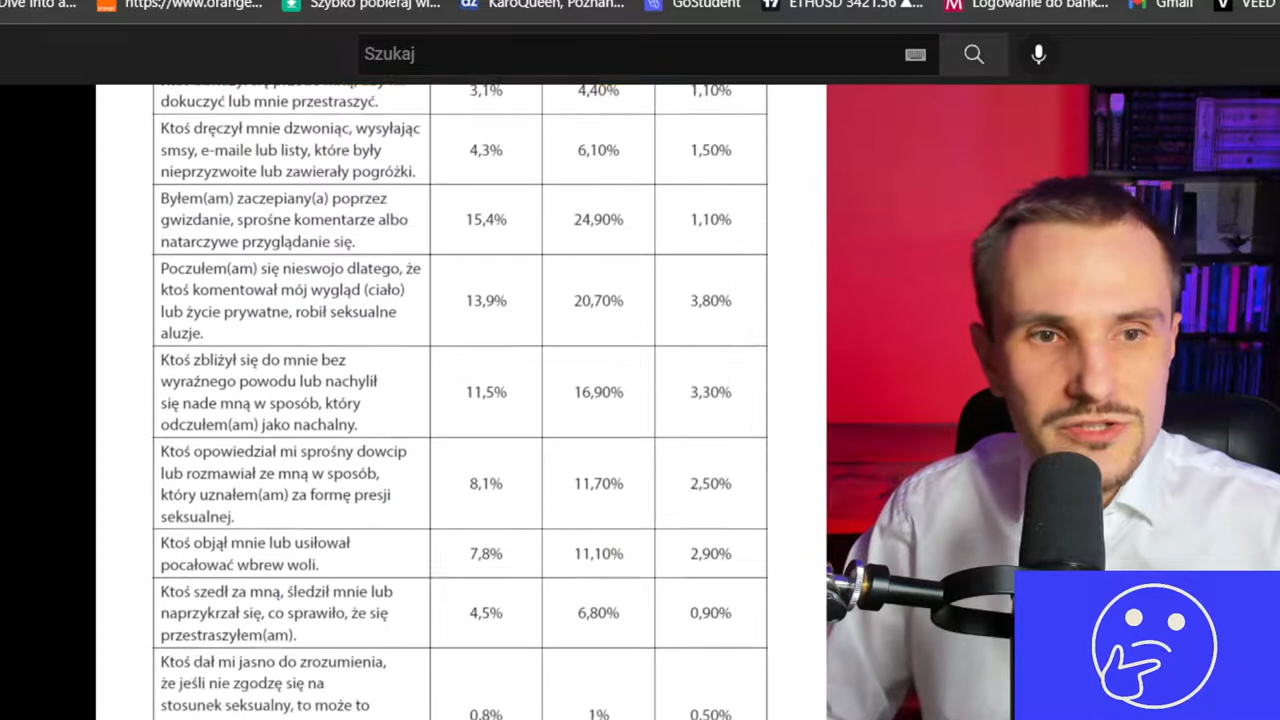 Dive into a...
https://www.orange...
Szybko pobieraj wi...
KaroQueen, Poznań...
GoStudent
ETHUSD 3421.56 ▲...
Logowanie do bank...
Gmail
VEED
Szukaj
dokuczyć lub mnie przestraszyć.
3,1% 4,40% 1,10%
Ktoś dręczył mnie dzwoniąc, wysyłając
smsy, e-maile lub listy, które były
nieprzyzwoite lub zawierały pogróżki.
4,3% 6,10% 1,50%
Byłem(am) zaczepiany(a) poprzez
gwizdanie, sprośne komentarze albo
natarczywe przyglądanie się.
15,4% 24,90% 1,10%
Poczułem(am) się nieswojo dlatego, że
ktoś komentował mój wygląd (ciało)
lub życie prywatne, robił seksualne
aluzje.
13,9% 20,70% 3,80%
Ktoś zbliżył się do mnie bez
wyraźnego powodu lub nachylił
się nade mną w sposób, który
odczułem(am) jako nachalny.
11,5% 16,90% 3,30%
Ktoś opowiedział mi sprośny dowcip
lub rozmawiał ze mną w sposób,
który uznałem(am) za formę presji
seksualnej.
8,1% 11,70% 2,50%
Ktoś objął mnie lub usiłował
pocałować wbrew woli.
7,8% 11,10% 2,90%
Ktoś szedł za mną, śledził mnie lub
naprzykrzał się, co sprawiło, że się
przestraszyłem(am).
4,5% 6,80% 0,90%
Ktoś dał mi jasno do zrozumienia,
że jeśli nie zgodzę się na
stosunek seksualny, to może to
0,8% 1% 0,50%